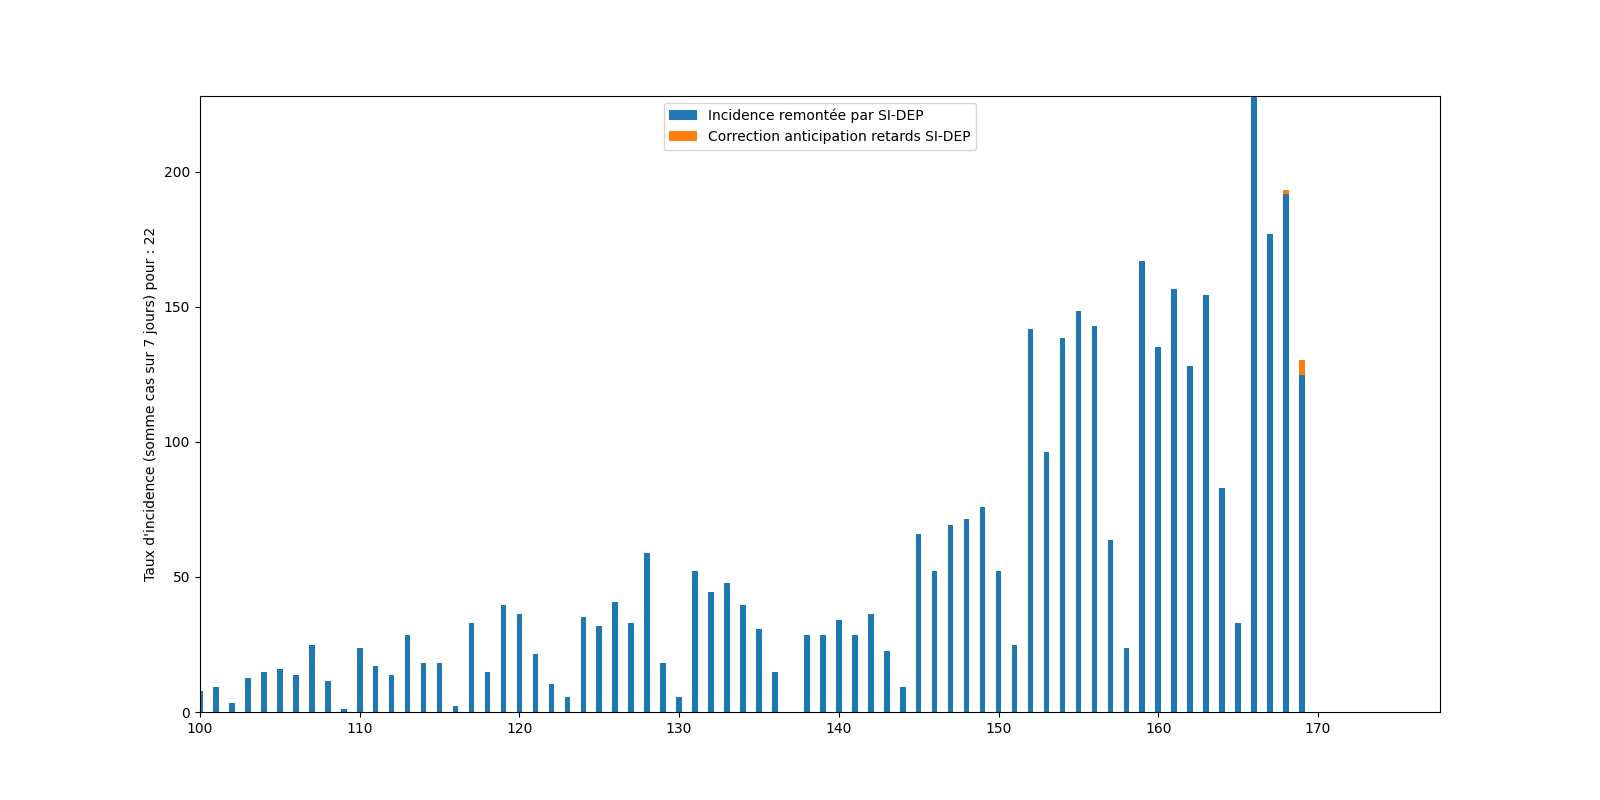 Incidence remontée par SI-DEP
Correction anticipation retards SI-DEP
Taux d'incidence (somme cas sur 7 jours) pour : 22
200
150
100
50
0
100 110 120 130 140 150 160 170